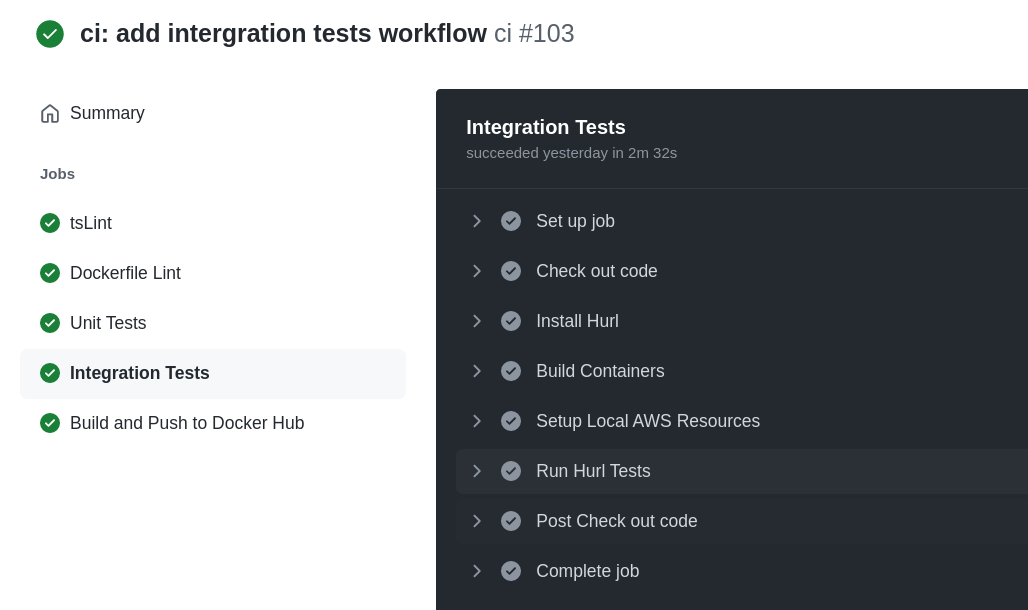 ci: add intergration tests workflow ci #103
Summary
Jobs
tsLint
Dockerfile Lint
Unit Tests
Integration Tests
Build and Push to Docker Hub
Integration Tests
succeeded yesterday in 2m 32s
Set up job
Check out code
Install Hurl
Build Containers
Setup Local AWS Resources
Run Hurl Tests
Post Check out code
Complete job